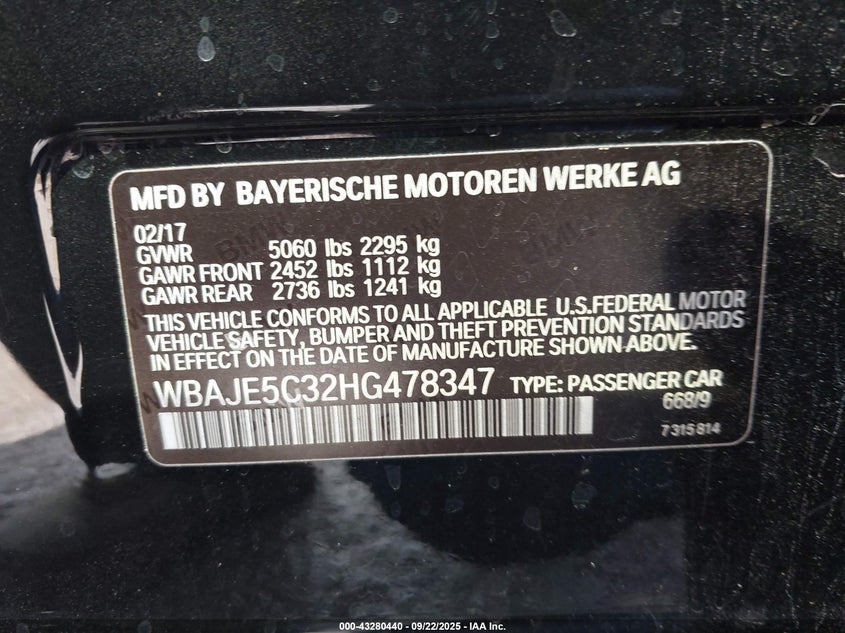 MFD BY BAYERISCHE MOTOREN WERKE AG
02/17
GVWR 5060 lbs 2295 kg
GAWR FRONT 2452 lbs 1112 kg
GAWR REAR 2736 lbs 1241 kg
THIS VEHICLE CONFORMS TO ALL APPLICABLE U.S.FEDERAL MOTOR
VEHICLE SAFETY, BUMPER AND THEFT PREVENTION STANDARDS
IN EFFECT ON THE DATE OF MANUFACTURE SHOWN ABOVE.
WBAJE5C32HG478347 TYPE: PASSENGER CAR
668/9
7315814
000-43280440 - 09/22/2025 - IAA Inc.